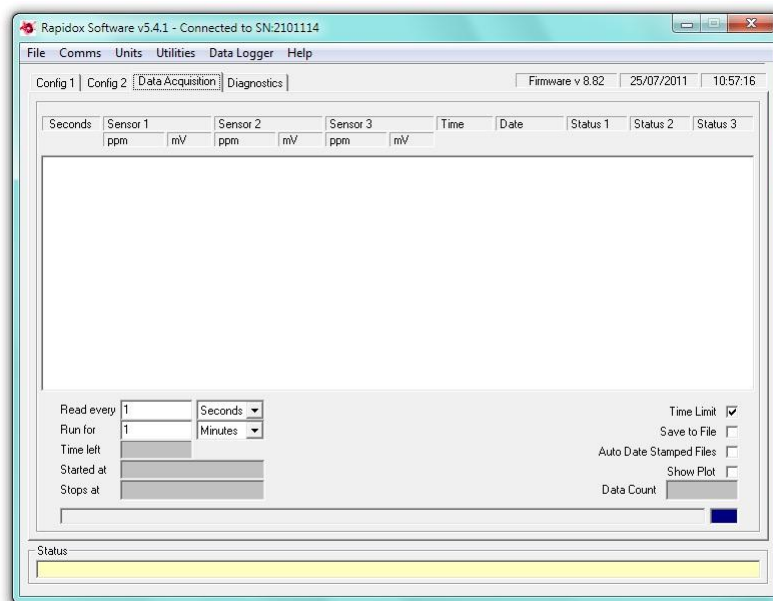 Rapidox Software v5.4.1 - Connected to SN:2101114
File Comms Units Utilities Data Logger Help
Config 1 Config 2 Data Acquisition Diagnostics Firmware v 8.82 25/07/2011 10:57:16
Seconds Sensor 1 Sensor 2 Sensor 3 Time Date Status 1 Status 2 Status 3
ppm mV ppm mV ppm mV
Read every 1 Seconds Time Limit
Run for 1 Minutes Save to File
Time left Auto Date Stamped Files
Started at Show Plot
Stops at Data Count
Status